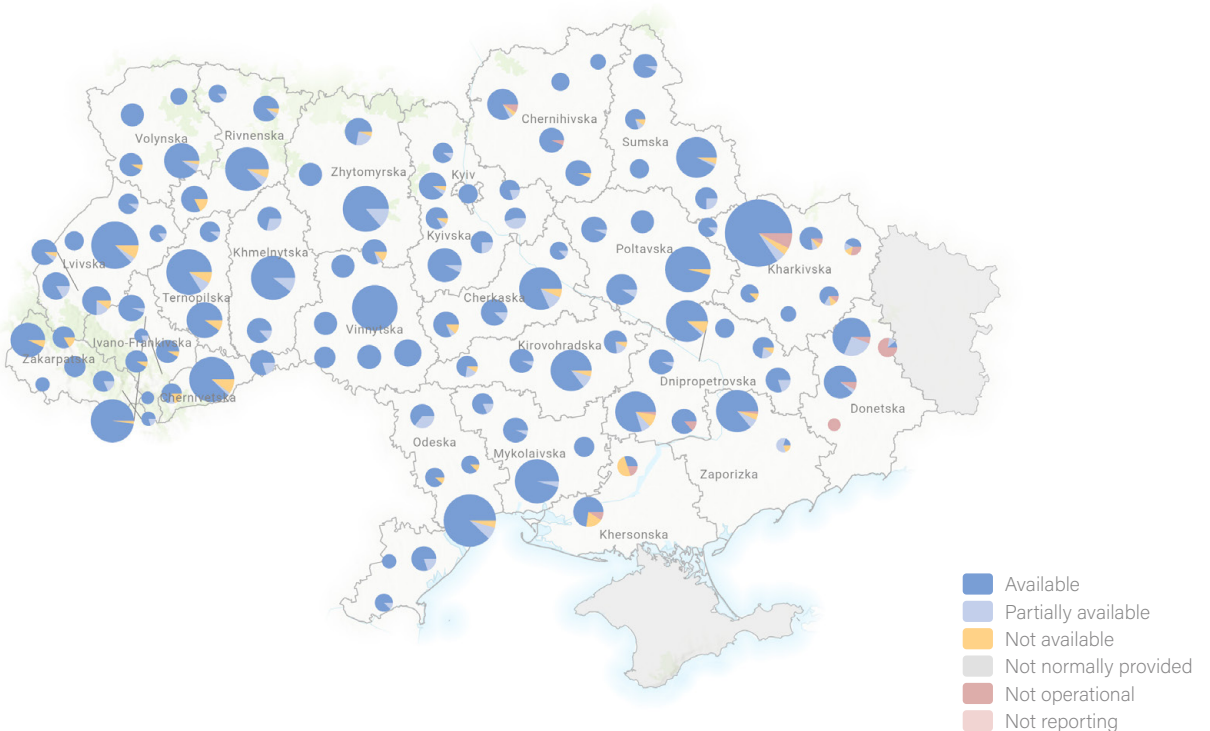 Chernihivska
Volynska
Rivnenska
Sumska
Zhytomyrska
Kyiv
Kyivska
Khmelnytska
Poltavska
Lvivska
Kharkivska
Ternopilska
Cherkaska
Vinnytska
Ivano-Frankivska
Kirovohradska
Zakarpatska
Dnipropetrovska
Chernivetska
Donetska
Odeska
Mykolaivska
Zaporizka
Khersonska
Available
Partially available
Not available
Not normally provided
Not operational
Not reporting